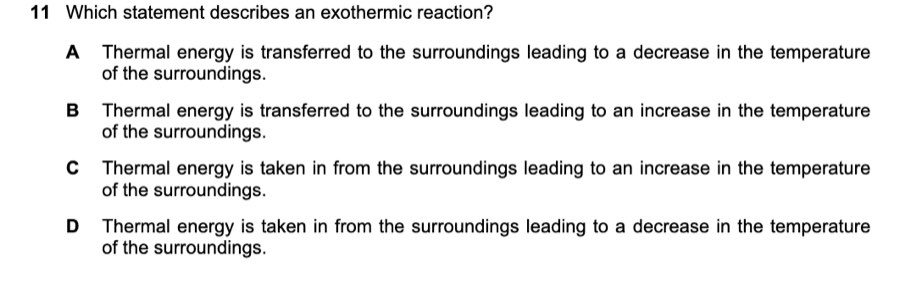 11 Which statement describes an exothermic reaction?
A Thermal energy is transferred to the surroundings leading to a decrease in the temperature
of the surroundings.
B Thermal energy is transferred to the surroundings leading to an increase in the temperature
of the surroundings.
C Thermal energy is taken in from the surroundings leading to an increase in the temperature
of the surroundings.
D Thermal energy is taken in from the surroundings leading to a decrease in the temperature
of the surroundings.